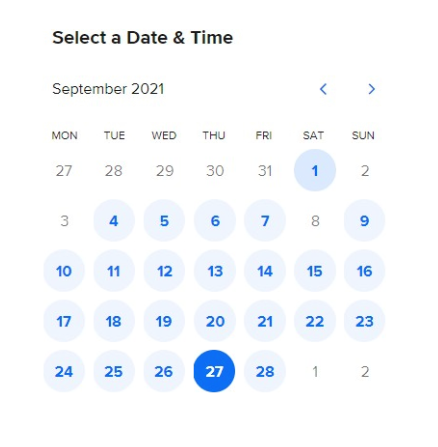 Select a Date & Time
September 2021
MON TUE WED THU FRI SAT SUN
27 28 29 30 31 1 2
3 4 5 6 7 8 9
10 11 12 13 14 15 16
17 18 19 20 21 22 23
24 25 26 27 28 1 2